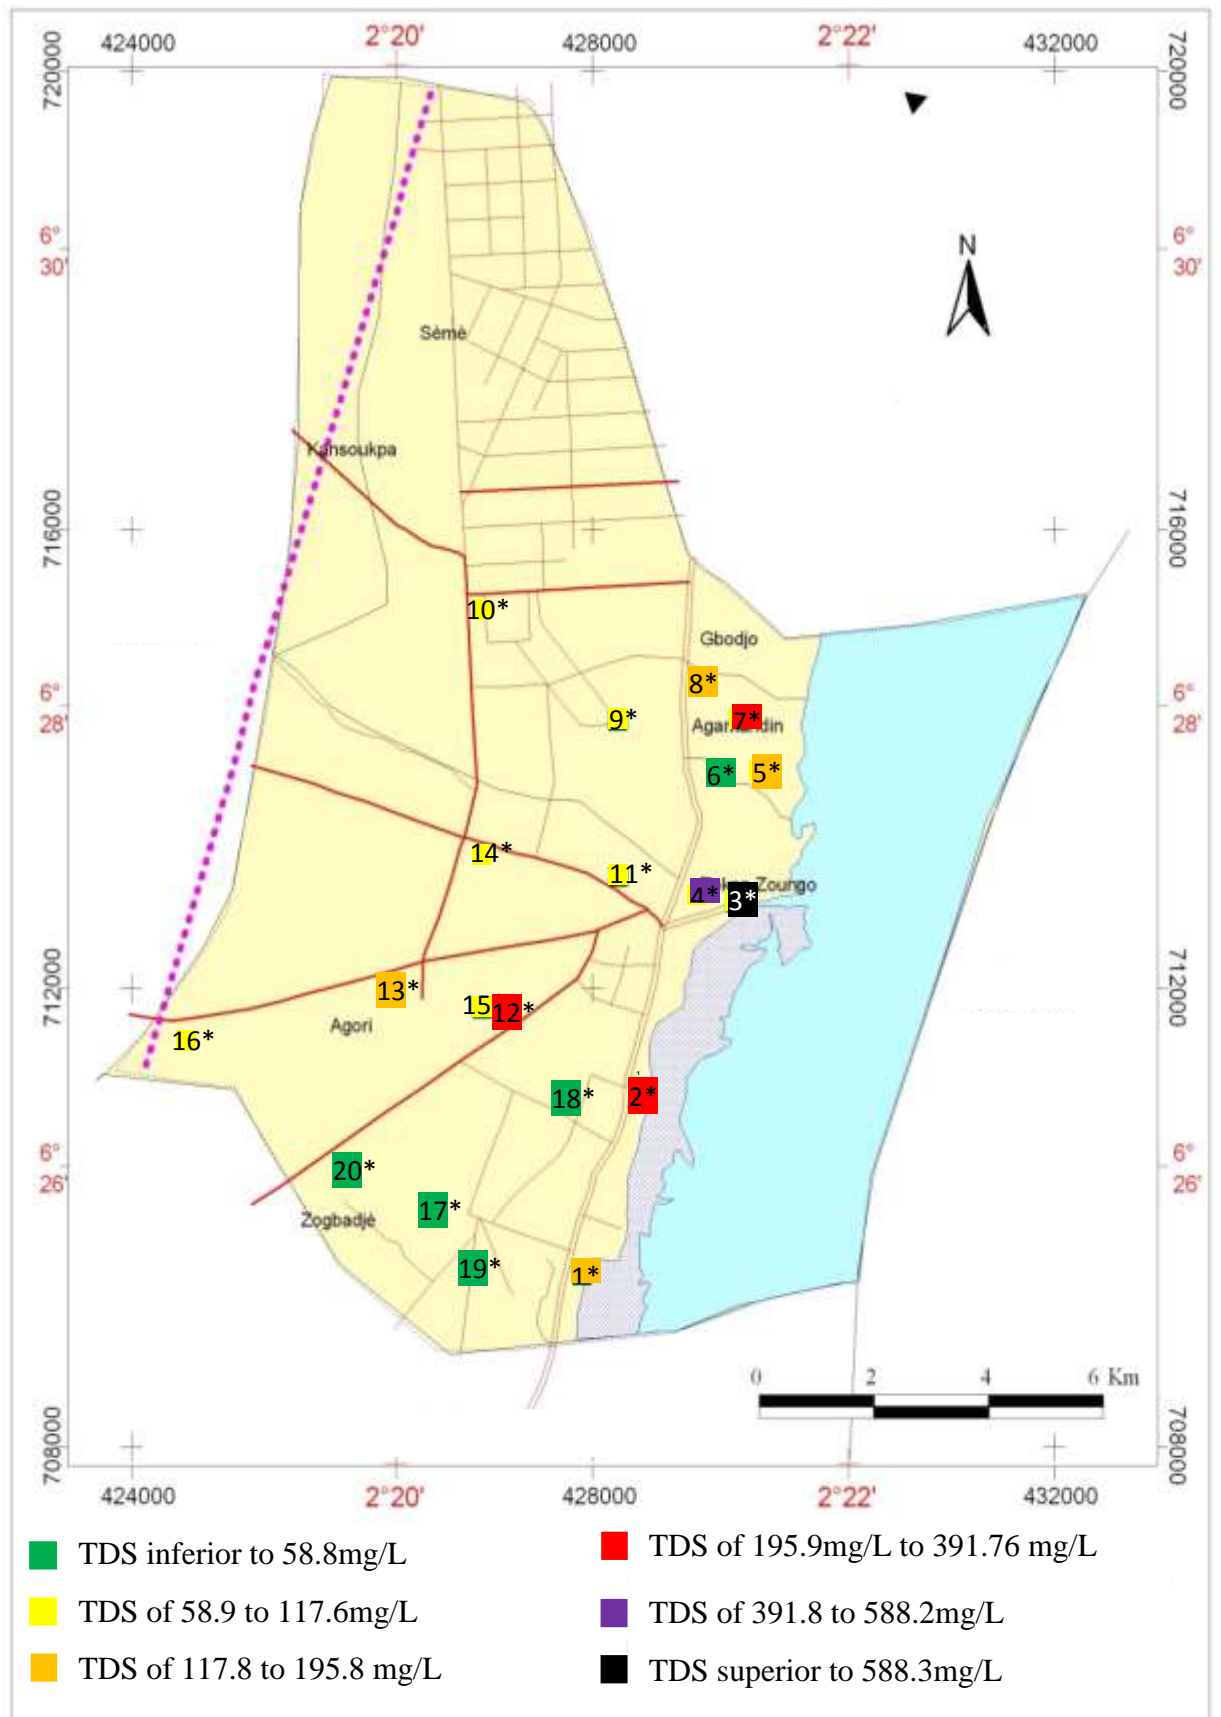 424000 2°20' 428000 2°22' 432000
720000 720000
6° 6°
30' 30'
N
Sèmè
Kansoukpa
716000 716000
10*
Gbodjo
8*
6° 6°
28' 28'
9* 7*
6* 5*
14* 11*
4* 3* Zoungo
712000 712000
13* 15 12*
Agori
16*
18* 2*
6° 6°
26' 26'
20*
17*
Zogbadjè
19* 1*
0 2 4 6 Km
708000 708000
424000 2°20' 428000 2°22' 432000
TDS inferior to 58.8mg/L
TDS of 58.9 to 117.6mg/L
TDS of 117.8 to 195.8 mg/L
TDS of 195.9mg/L to 391.76 mg/L
TDS of 391.8 to 588.2mg/L
TDS superior to 588.3mg/L